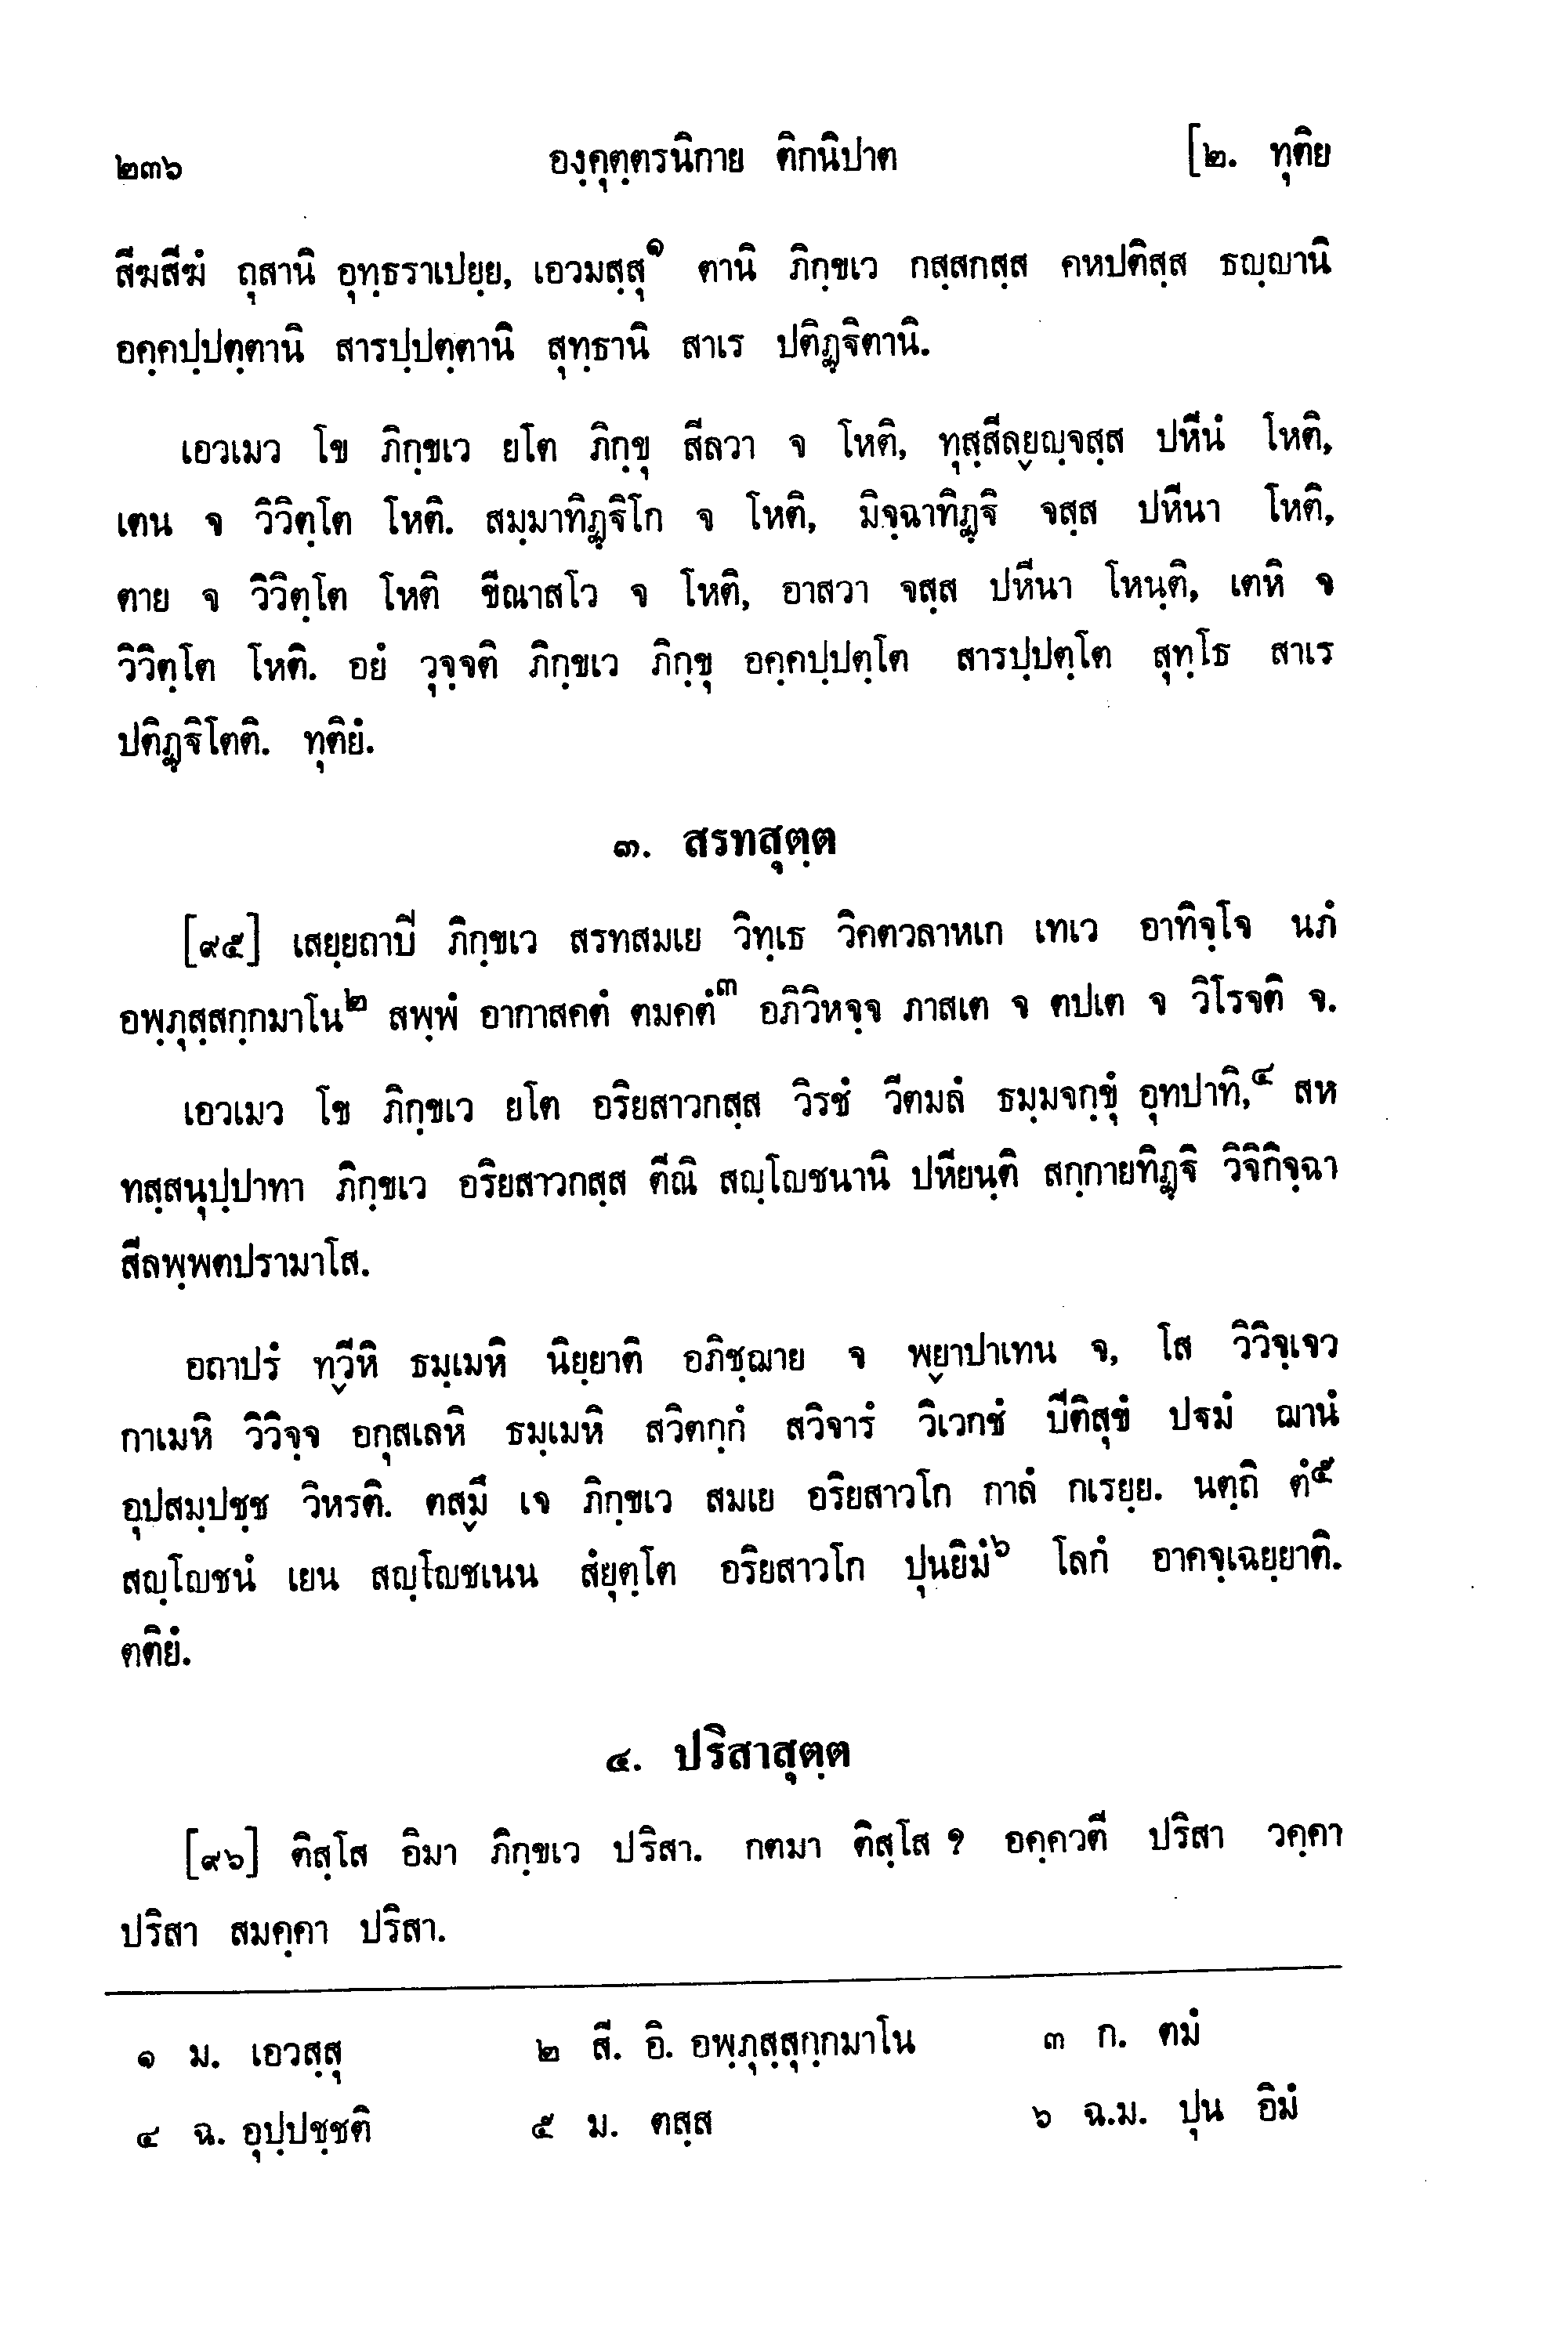 ๒๓๖ องฺคุตฺตรนิกาย ติกนิปาต [๒. ทุติย
สีฆสีฆํ ถุสานิ อุทฺธราเปยฺย, เอวมสฺสุ๑ ตานิ ภิกฺขเว กสฺสกสฺส คหปติสฺส ธญฺญานิ
อคฺคปฺปตฺตานิ สารปฺปตฺตานิ สุทฺธานิ สาเร ปติฏฺฐิตานิ.
เอวเมว โข ภิกฺขเว ยโต ภิกฺขุ สีลวา จ โหติ, ทุสฺสีลฺยญฺจสฺส ปหีนํ โหติ,
เตน จ วิวิตฺโต โหติ. สมฺมาทิฏฺฐิโก จ โหติ, มิจฺฉาทิฏฺฐิ จสฺส ปหีนา โหติ,
ตาย จ วิวิตฺโต โหติ ขีณาสโว จ โหติ, อาสวา จสฺส ปหีนา โหนฺติ, เตหิ จ
วิวิตฺโต โหติ. อยํ วุจฺจติ ภิกฺขเว ภิกฺขุ อคฺคปฺปตฺโต สารปฺปตฺโต สุทฺโธ สาเร
ปติฏฺฐิโตติ. ทุติยํ.
๓. สรทสุตฺต
[๙๕] เสยฺยถาปี ภิกฺขเว สรทสมเย วิทฺเธ วิคตวลาหเก เทเว อาทิจฺโจ นภํ
อพฺภุสฺสกฺกมาโน๒ สพฺพํ อากาสคตํ ตมคตํ๓ อภิวิหจฺจ ภาสเต จ ตปเต จ วิโรจติ จ.
เอวเมว โข ภิกฺขเว ยโต อริยสาวกสฺส วิรชํ วีตมลํ ธมฺมจกฺขุํ อุทปาทิ,๔ สห
ทสฺสนุปฺปาทา ภิกฺขเว อริยสาวกสฺส ตีณิ สญฺโญชนานิ ปหียนฺติ สกฺกายทิฏฺฐิ วิจิกิจฺฉา
สีลพฺพตปรามาโส.
อถาปรํ ทฺวีหิ ธมฺเมหิ นิยฺยาติ อภิชฺฌาย จ พฺยาปาเทน จ, โส วิวิจฺเจว
กาเมหิ วิวิจฺจ อกุสเลหิ ธมฺเมหิ สวิตกฺกํ สวิจารํ วิเวกชํ ปีติสุขํ ปฐมํ ฌานํ
อุปสมฺปชฺช วิหรติ. ตสฺมึ เจ ภิกฺขเว สมเย อริยสาวโก กาลํ กเรยฺย. นตฺถิ ตํ๕
สญฺโญชนํ เยน สญฺโญชเนน สํยุตฺโต อริยสาวโก ปุนยิมํ๖ โลกํ อาคจฺเฉยฺยาติ.
ตติยํ.
๔. ปริสาสุตฺต
[๙๖] ติสฺโส อิมา ภิกฺขเว ปริสา. กตมา ติสฺโส ? อคฺควตี ปริสา วคฺคา
ปริสา สมคฺคา ปริสา.
๑ ม. เอวสฺสุ ๒ สี. อิ. อพฺภุสฺสุกฺกมาโน ๓ ก. ตมํ
๔ ฉ. อุปฺปชฺชติ ๕ ม. ตสฺส ๖ ฉ.ม. ปุน อิมํ